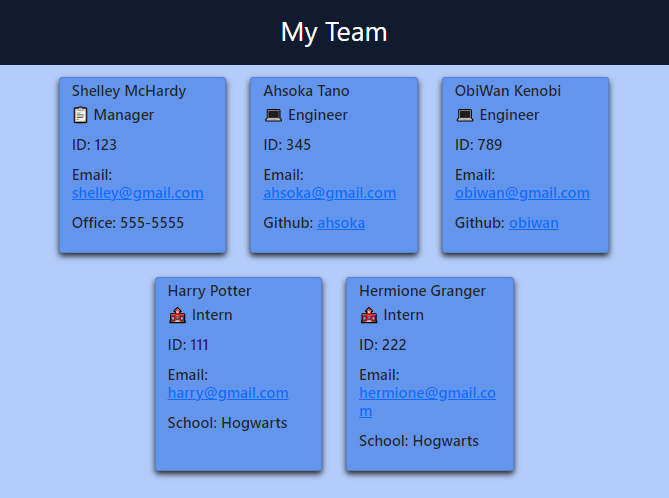 My Team
Shelley McHardy
📋 Manager
ID: 123
Email:
shelley@gmail.com
Office: 555-5555
Ahsoka Tano
💻 Engineer
ID: 345
Email:
ahsoka@gmail.com
Github: ahsoka
ObiWan Kenobi
💻 Engineer
ID: 789
Email:
obiwan@gmail.com
Github: obiwan
Harry Potter
🏫 Intern
ID: 111
Email:
harry@gmail.com
School: Hogwarts
Hermione Granger
🏫 Intern
ID: 222
Email:
hermione@gmail.co
m
School: Hogwarts